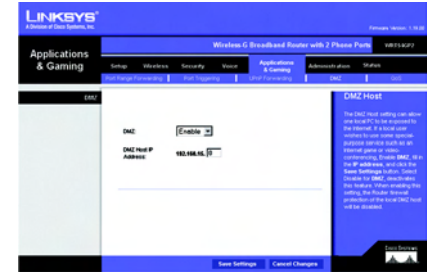 LINKSYS®
A Division of Cisco Systems, Inc.
Firmware Version: 1.10.02
Wireless-G Broadband Router with 2 Phone Ports
Applications & Gaming
Setup Wireless Security Voice Applications & Gaming Administration Status
Port Range Forwarding Port Triggering UPnP Forwarding DMZ QoS
DMZ
DMZ: Enable
DMZ Host IP Address: 192.168.15. 0
DMZ Host
The DMZ Host setting can allow
one local PC to be exposed to
the Internet. If a local user
wishes to use some special-
purpose service such as an
Internet game or video-
conferencing, Enable DMZ, fill in
the IP address, and click the
Save Settings button. Select
Disable for DMZ, deactivates
this feature. When enabling this
setting, the Router firewall
protection of the local DMZ host
will be disabled.
Save Settings Cancel Changes
Cisco Systems